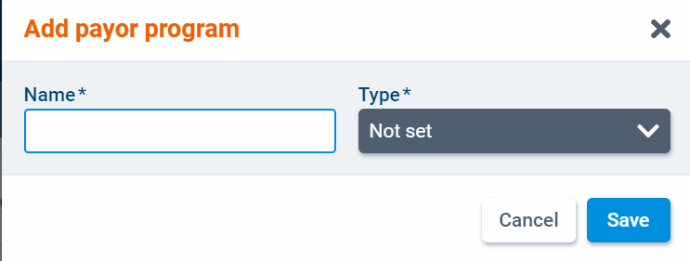 Add payor program
Name*
Type*
Not set
Cancel
Save